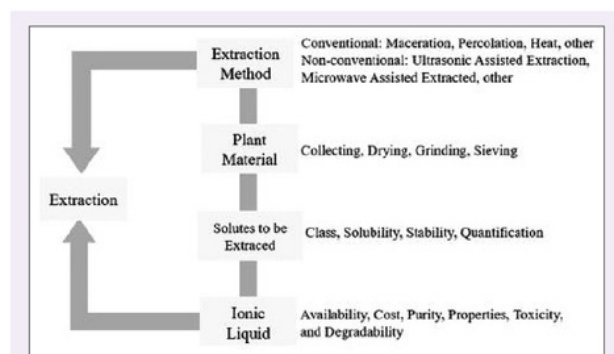 Extraction
Method
Conventional: Maceration, Percolation, Heat, other
Non-conventional: Ultrasonic Assisted Extraction,
Microwave Assisted Extracted, other
Plant
Material
Collecting, Drying, Grinding, Sieving
Extraction
Solutes to be
Extraced
Class, Solubility, Stability, Quantification
Ionic
Liquid
Availability, Cost, Purity, Properties, Toxicity,
and Degradability